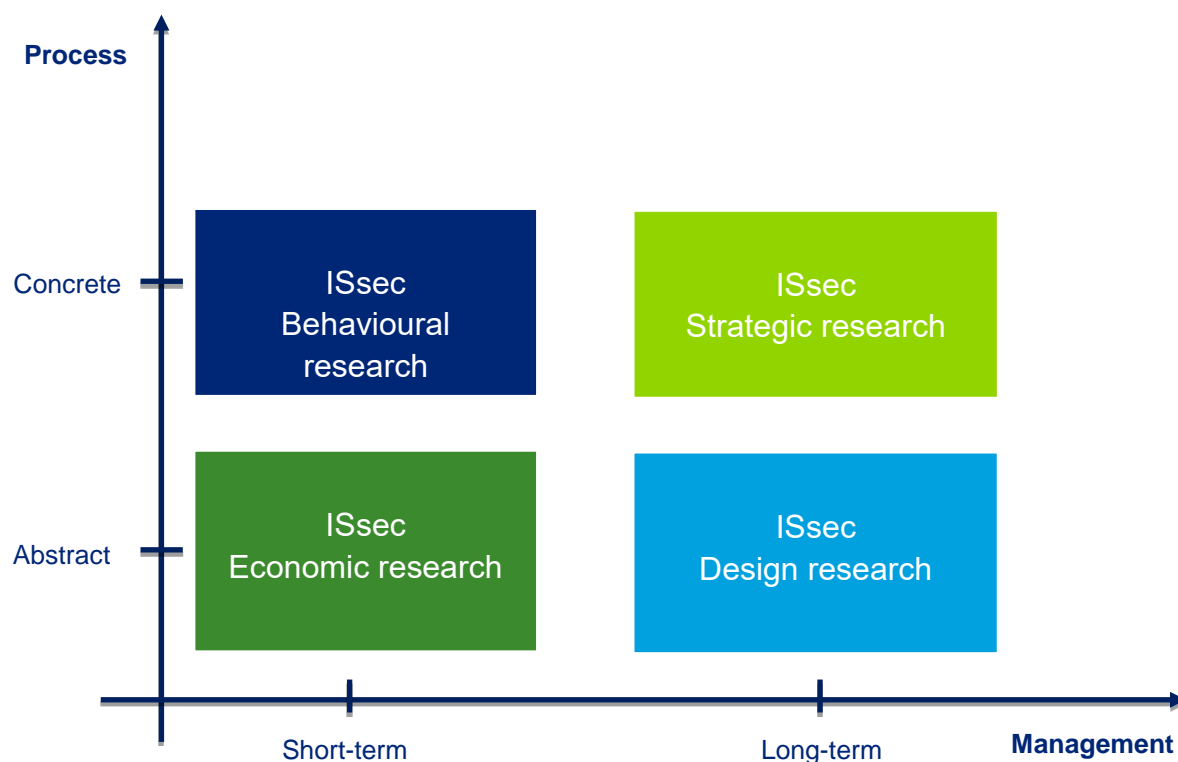 Process
Concrete
ISsec
Behavioural
research
ISsec
Strategic research
Abstract
ISsec
Economic research
ISsec
Design research
Short-term
Long-term
Management